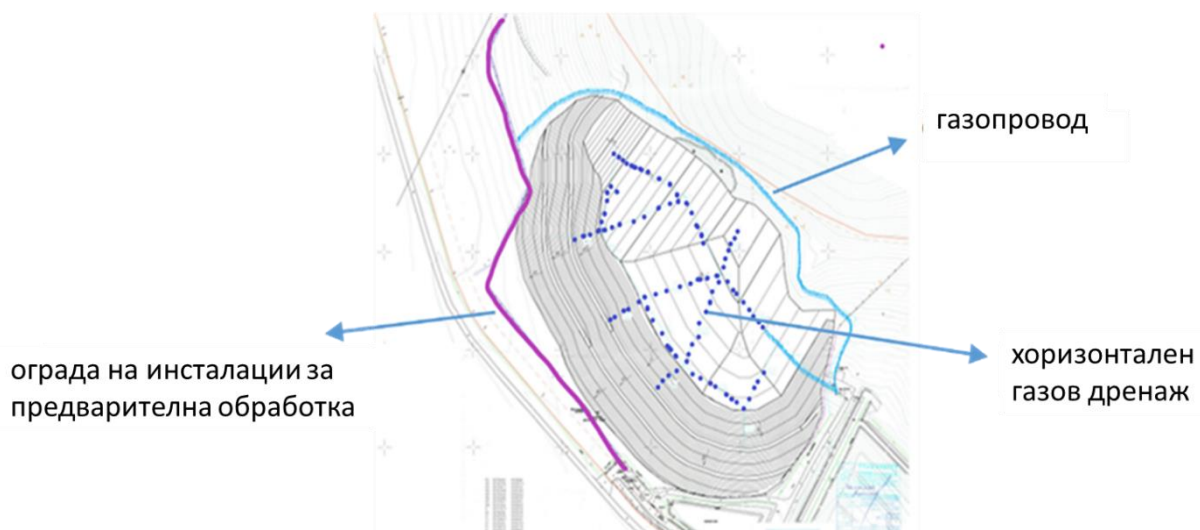 газопровод
ограда на инсталации за
предварителна обработка
хоризонтален
газов дренаж